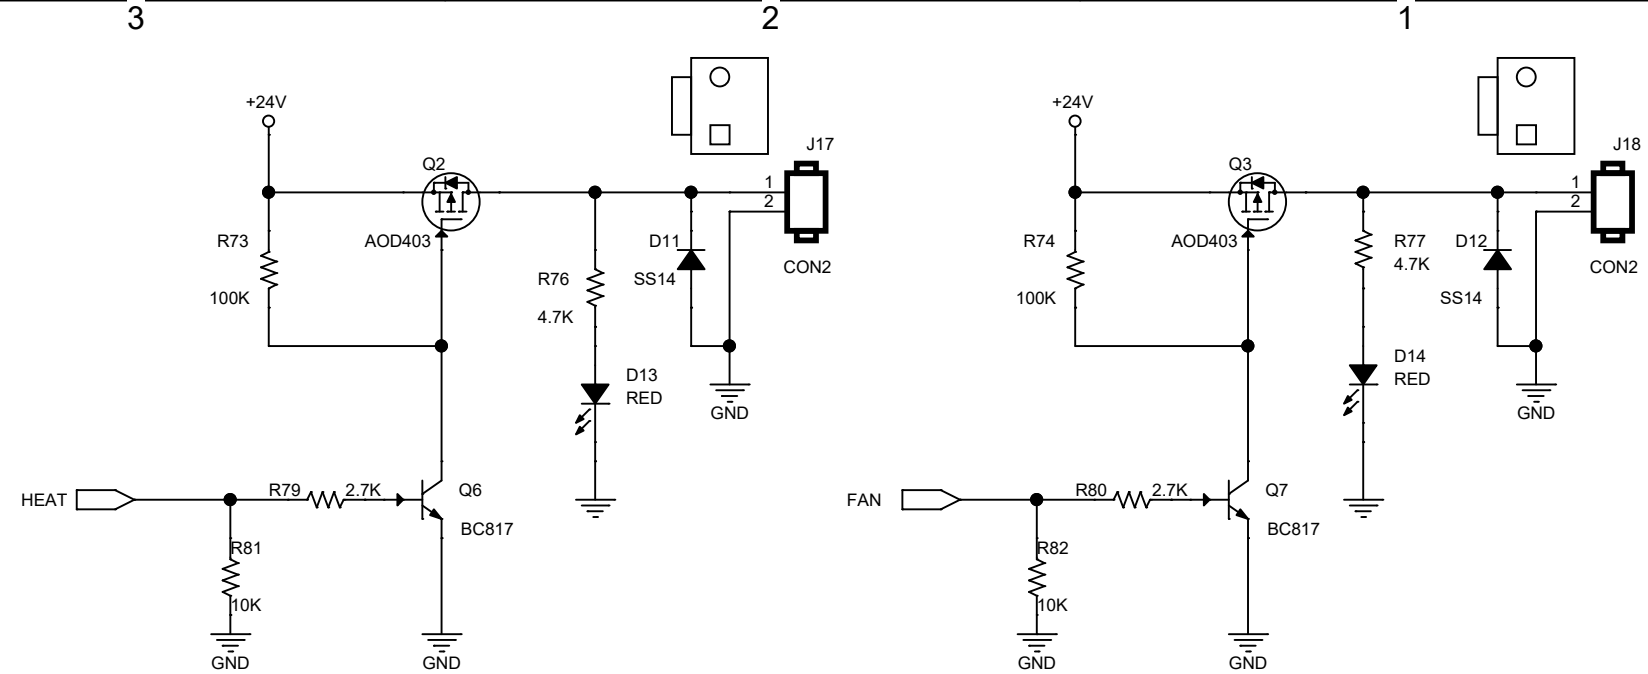 3
2
1
+24V
Q2
J17
1
2
R73
AOD403
D11
R76
SS14
CON2
100K
4.7K
D13
RED
GND
HEAT
R79
2.7K
Q6
BC817
R81
10K
GND
GND
+24V
Q3
J18
1
2
R74
AOD403
R77
4.7K
D12
CON2
100K
SS14
D14
RED
GND
FAN
R80
2.7K
Q7
BC817
R82
10K
GND
GND